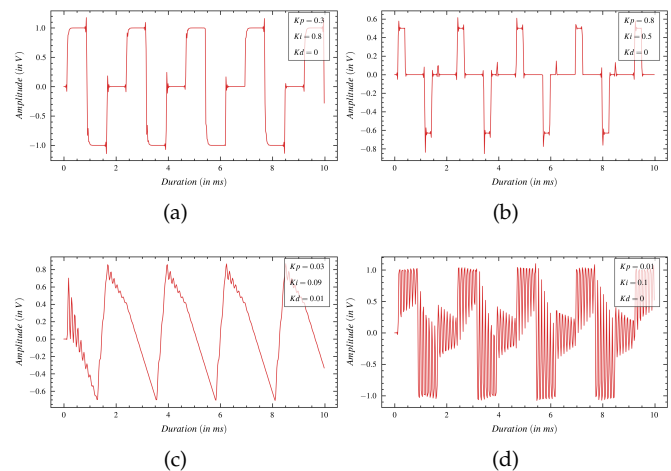 Kp = 0.3
Ki = 0.8
Kd = 0
1.0
0.5
0.0
−0.5
−1.0
Amplitude (in V)
0 2 4 6 8 10
Duration (in ms)
(a)
Kp = 0.8
Ki = 0.5
Kd = 0
0.6
0.4
0.2
0.0
−0.2
−0.4
−0.6
−0.8
Amplitude (in V)
0 2 4 6 8 10
Duration (in ms)
(b)
Kp = 0.03
Ki = 0.09
Kd = 0.01
0.8
0.6
0.4
0.2
0.0
−0.2
−0.4
−0.6
Amplitude (in V)
0 2 4 6 8 10
Duration (in ms)
(c)
Kp = 0.01
Ki = 0.1
Kd = 0
1.0
0.5
0.0
−0.5
−1.0
Amplitude (in V)
0 2 4 6 8 10
Duration (in ms)
(d)